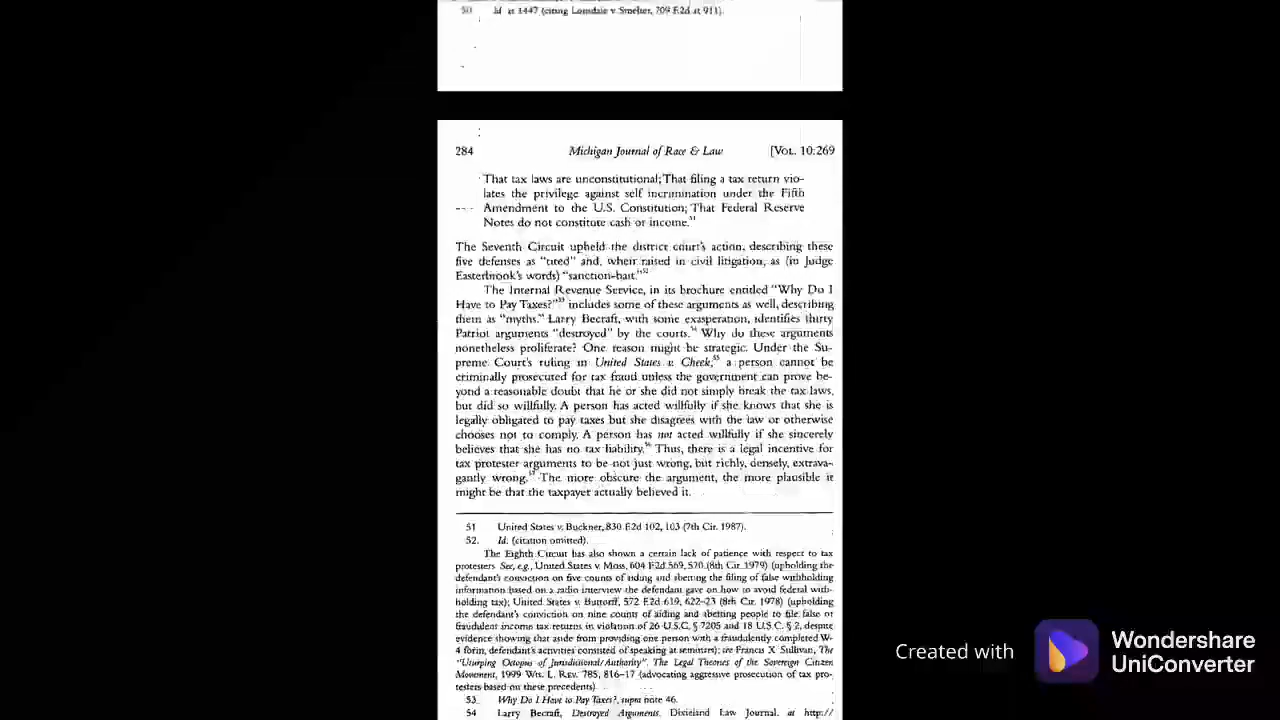 50 Id. at 1447 (citing Lonsdale v. Smelser, 709 F.2d at 911).
284 Michigan Journal of Race & Law [VOL. 10:269
That tax laws are unconstitutional; That filing a tax return vio-
lates the privilege against self incrimination under the Fifth
Amendment to the U.S. Constitution; That Federal Reserve
Notes do not constitute cash or income.51
The Seventh Circuit upheld the district court's action, describing these
five defenses as "tired" and, when raised in civil litigation, as (in Judge
Easterbrook's words) "sanction-bait."52
The Internal Revenue Service, in its brochure entitled "Why Do I
Have to Pay Taxes?"53 includes some of these arguments as well, describing
them as "myths." Larry Becraft, with some exasperation, identifies thirty
Patriot arguments "destroyed" by the courts.54 Why do these arguments
nonetheless proliferate? One reason might be strategic. Under the Su-
preme Court's ruling in United States v. Cheek,55 a person cannot be
criminally prosecuted for tax fraud unless the government can prove be-
yond a reasonable doubt that he or she did not simply break the tax laws,
but did so willfully. A person has acted willfully if she knows that she is
legally obligated to pay taxes but she disagrees with the law or otherwise
chooses not to comply. A person has not acted willfully if she sincerely
believes that she has no tax liability.56 Thus, there is a legal incentive for
tax protester arguments to be not just wrong, but richly, densely, extrava-
gantly wrong.57 The more obscure the argument, the more plausible it
might be that the taxpayer actually believed it.
51 United States v. Buckner, 830 F.2d 102, 103 (7th Cir. 1987).
52. Id. (citation omitted).
The Eighth Circuit has also shown a certain lack of patience with respect to tax
protesters. See, e.g., United States v. Moss, 604 F.2d 569, 570 (8th Cir. 1979) (upholding the
defendant's conviction on five counts of aiding and abetting the filing of false withholding
information based on a radio interview the defendant gave on how to avoid federal with-
holding tax); United States v. Buttorff, 572 F.2d 619, 622–23 (8th Cir. 1978) (upholding
the defendant's conviction on nine counts of aiding and abetting people to file false or
fraudulent income tax returns in violation of 26 U.S.C. § 7205 and 18 U.S.C. § 2, despite
evidence showing that aside from providing one person with a fraudulently completed W-
4 form, defendant's activities consisted of speaking at seminars); see Francis X. Sullivan, The
"Usurping Octopus of Jurisdictional/Authority": The Legal Theories of the Sovereign Citizen
Movement, 1999 Wis. L. Rev. 785, 816–17 (advocating aggressive prosecution of tax pro-
testers based on these precedents).
53. Why Do I Have to Pay Taxes?, supra note 46.
54 Larry Becraft, Destroyed Arguments, Dixieland Law Journal, at http://
Created with Wondershare
UniConverter